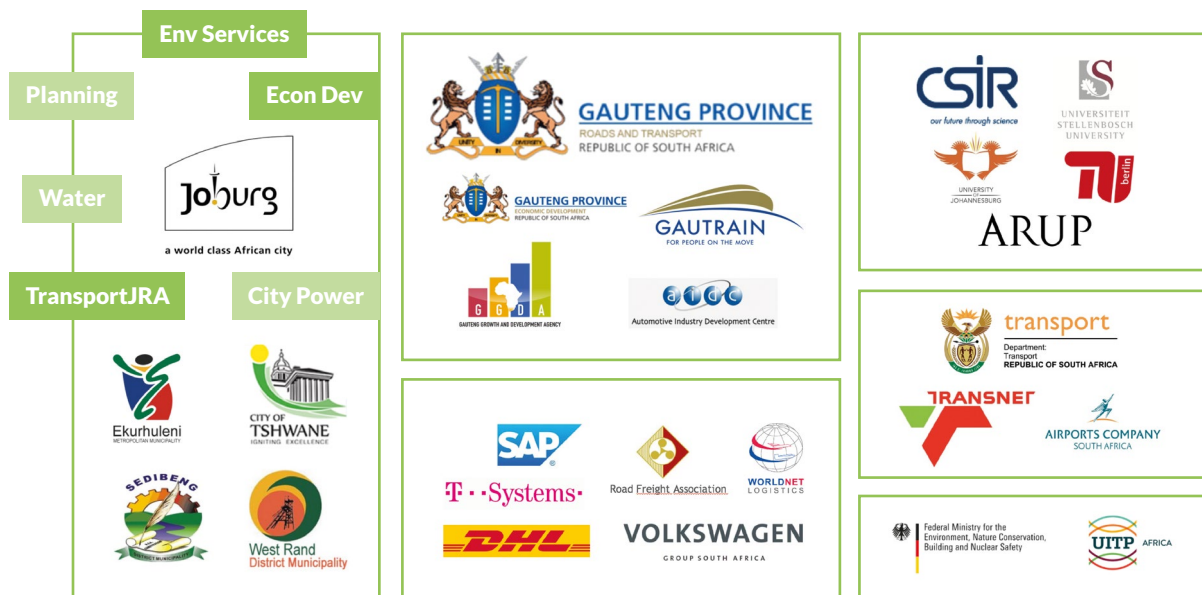 Env Services
Planning
Econ Dev
Joburg
a world class African city
Water
TransportJRA
City Power
Ekurhuleni
METROPOLITAN MUNICIPALITY
CITY OF
TSHWANE
IGNITING EXCELLENCE
SEDIBENG
DISTRICT MUNICIPALITY
West Rand
District Municipality
UNITY IN DIVERSITY
GAUTENG PROVINCE
ROADS AND TRANSPORT
REPUBLIC OF SOUTH AFRICA
GAUTENG PROVINCE
ECONOMIC DEVELOPMENT
REPUBLIC OF SOUTH AFRICA
GAUTRAIN
FOR PEOPLE ON THE MOVE
G G D A
GAUTENG GROWTH AND DEVELOPMENT AGENCY
aidc
Automotive Industry Development Centre
SAP
®
T··Systems·
Road Freight Association
WORLDNET
LOGISTICS
DHL
VOLKSWAGEN
GROUP SOUTH AFRICA
CSIR
our future through science
S
UNIVERSITEIT
STELLENBOSCH
UNIVERSITY
UNIVERSITY
OF
JOHANNESBURG
TU
berlin
ARUP
transport
Department:
Transport
REPUBLIC OF SOUTH AFRICA
TRANSNET
AIRPORTS COMPANY
SOUTH AFRICA
Federal Ministry for the
Environment, Nature Conservation,
Building and Nuclear Safety
UITP
AFRICA